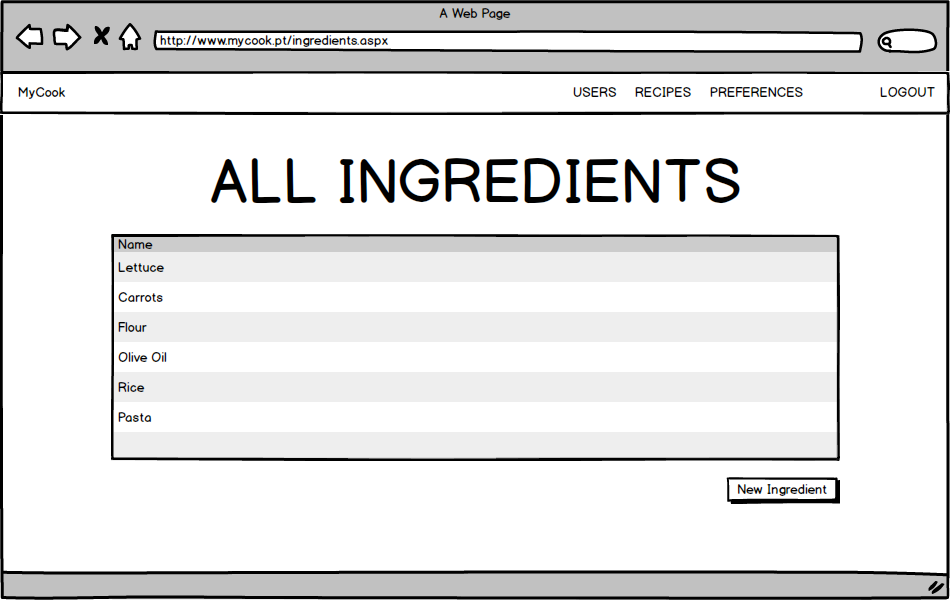 A Web Page
http://www.mycook.pt/ingredients.aspx
MyCook USERS RECIPES PREFERENCES LOGOUT
ALL INGREDIENTS
Name
Lettuce
Carrots
Flour
Olive Oil
Rice
Pasta
New Ingredient